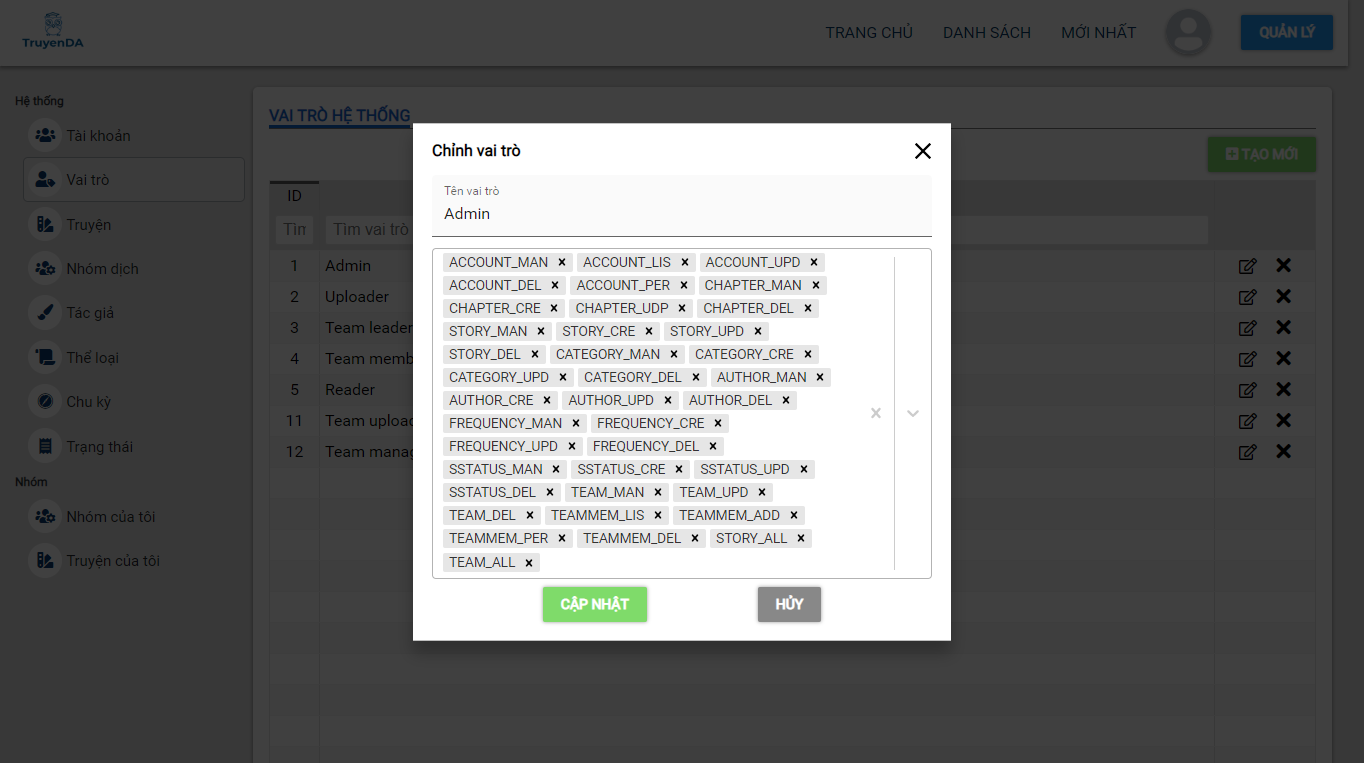 TruyenDA
TRANG CHỦ DANH SÁCH MỚI NHẤT QUẢN LÝ
Hệ thống
Tài khoản
Vai trò
Truyện
Nhóm dịch
Tác giả
Thể loại
Chu kỳ
Trạng thái
Nhóm
Nhóm của tôi
Truyện của tôi
VAI TRÒ HỆ THỐNG
TẠO MỚI
ID
Tìm vai trò
1 Admin
2 Uploader
3 Team leader
4 Team memb
5 Reader
11 Team uploa
12 Team mana
Chỉnh vai trò
Tên vai trò
Admin
ACCOUNT_MAN ACCOUNT_LIS ACCOUNT_UPD
ACCOUNT_DEL ACCOUNT_PER CHAPTER_MAN
CHAPTER_CRE CHAPTER_UDP CHAPTER_DEL
STORY_MAN STORY_CRE STORY_UPD
STORY_DEL CATEGORY_MAN CATEGORY_CRE
CATEGORY_UPD CATEGORY_DEL AUTHOR_MAN
AUTHOR_CRE AUTHOR_UPD AUTHOR_DEL
FREQUENCY_MAN FREQUENCY_CRE
FREQUENCY_UPD FREQUENCY_DEL
SSTATUS_MAN SSTATUS_CRE SSTATUS_UPD
SSTATUS_DEL TEAM_MAN TEAM_UPD
TEAM_DEL TEAMMEM_LIS TEAMMEM_ADD
TEAMMEM_PER TEAMMEM_DEL STORY_ALL
TEAM_ALL
CẬP NHẬT HỦY